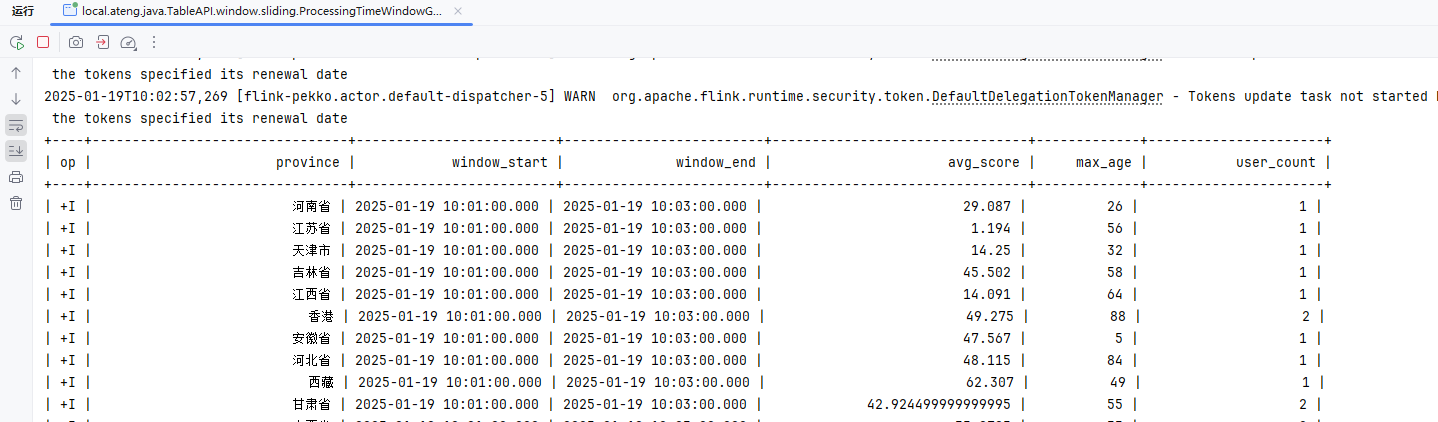 运行 local.ateng.java.TableAPI.window.sliding.ProcessingTimeWindowG...
the tokens specified its renewal date
2025-01-19T10:02:57,269 [flink-pekko.actor.default-dispatcher-5] WARN org.apache.flink.runtime.security.token.DefaultDelegationTokenManager - Tokens update task not started
the tokens specified its renewal date
+----+--------------------------------+-------------------------+-------------------------+--------------------------------+-------------+----------------------+
| op | province | window_start | window_end | avg_score | max_age | user_count |
+----+--------------------------------+-------------------------+-------------------------+--------------------------------+-------------+----------------------+
| +I | 河南省 | 2025-01-19 10:01:00.000 | 2025-01-19 10:03:00.000 | 29.087 | 26 | 1 |
| +I | 江苏省 | 2025-01-19 10:01:00.000 | 2025-01-19 10:03:00.000 | 1.194 | 56 | 1 |
| +I | 天津市 | 2025-01-19 10:01:00.000 | 2025-01-19 10:03:00.000 | 14.25 | 32 | 1 |
| +I | 吉林省 | 2025-01-19 10:01:00.000 | 2025-01-19 10:03:00.000 | 45.502 | 58 | 1 |
| +I | 江西省 | 2025-01-19 10:01:00.000 | 2025-01-19 10:03:00.000 | 14.091 | 64 | 1 |
| +I | 香港 | 2025-01-19 10:01:00.000 | 2025-01-19 10:03:00.000 | 49.275 | 88 | 2 |
| +I | 安徽省 | 2025-01-19 10:01:00.000 | 2025-01-19 10:03:00.000 | 47.567 | 5 | 1 |
| +I | 河北省 | 2025-01-19 10:01:00.000 | 2025-01-19 10:03:00.000 | 48.115 | 84 | 1 |
| +I | 西藏 | 2025-01-19 10:01:00.000 | 2025-01-19 10:03:00.000 | 62.307 | 49 | 1 |
| +I | 甘肃省 | 2025-01-19 10:01:00.000 | 2025-01-19 10:03:00.000 | 42.924499999999995 | 55 | 2 |